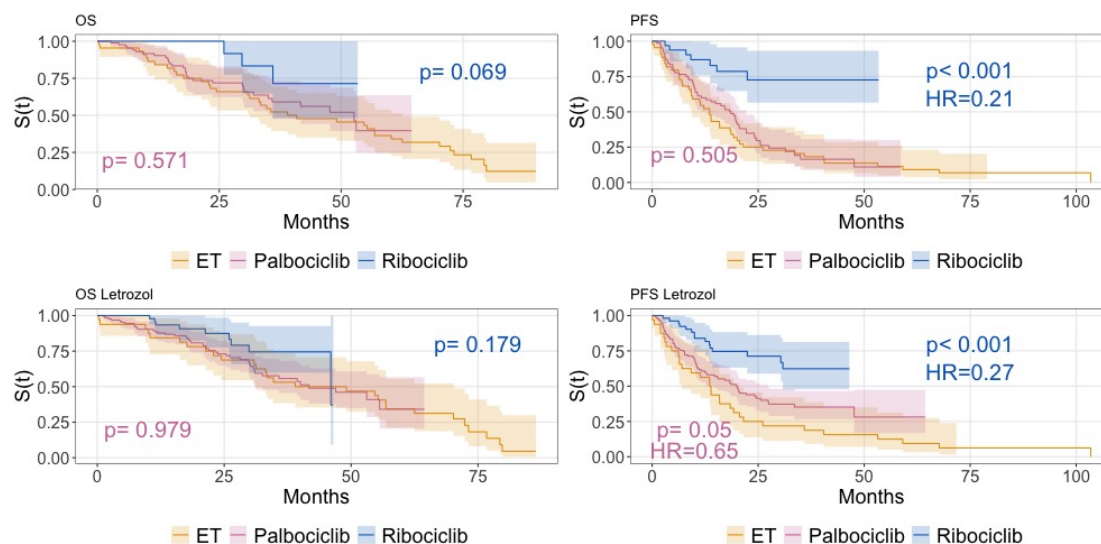 OS
1.00
0.75
0.50
0.25
0.00
S(t)
p= 0.069
p= 0.571
0 25 50 75
Months
ET Palbociclib Ribociclib
PFS
1.00
0.75
0.50
0.25
0.00
S(t)
p< 0.001
HR=0.21
p= 0.505
0 25 50 75 100
Months
ET Palbociclib Ribociclib
OS Letrozol
1.00
0.75
0.50
0.25
0.00
S(t)
p= 0.179
p= 0.979
0 25 50 75
Months
ET Palbociclib Ribociclib
PFS Letrozol
1.00
0.75
0.50
0.25
0.00
S(t)
p< 0.001
HR=0.27
p= 0.05
HR=0.65
0 25 50 75 100
Months
ET Palbociclib Ribociclib